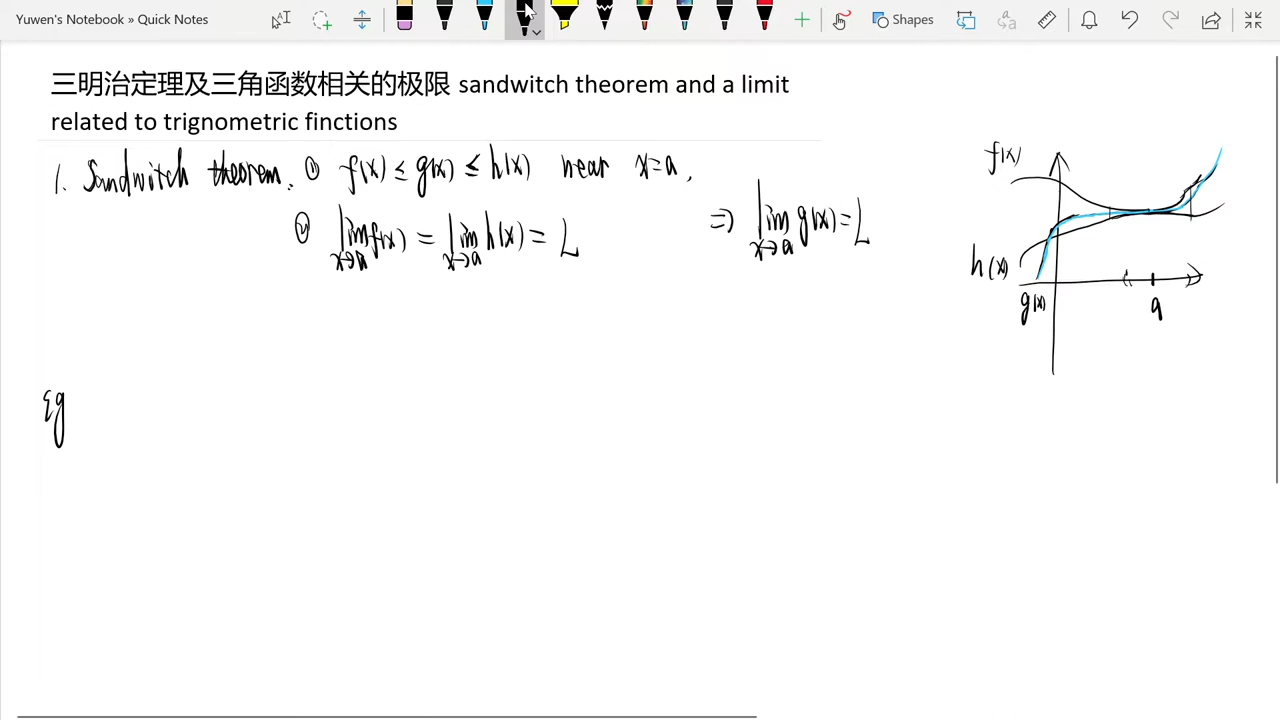 Yuwen's Notebook » Quick Notes
Shapes
三明治定理及三角函数相关的极限 sandwitch theorem and a limit
related to trignometric finctions
1. Sandwitch theorem. ① f(x) ≤ g(x) ≤ h(x) near x=a,
② lim x→a f(x) = lim x→a h(x) = L ⇒ lim x→a g(x) = L
f(x)
h(x)
g(x)
a
Eg